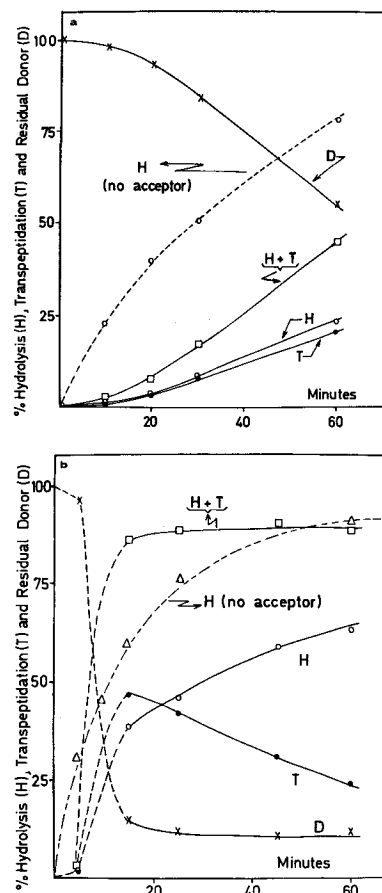 a
% Hydrolysis (H), Transpeptidation (T) and Residual Donor (D)
100
75
50
25
H
(no acceptor)
D
H+T
H
T
Minutes
20
40
60
b
% Hydrolysis (H), Transpeptidation (T) and Residual Donor (D)
100
75
50
25
H+T
H (no acceptor)
H
T
D
Minutes
20
40
60